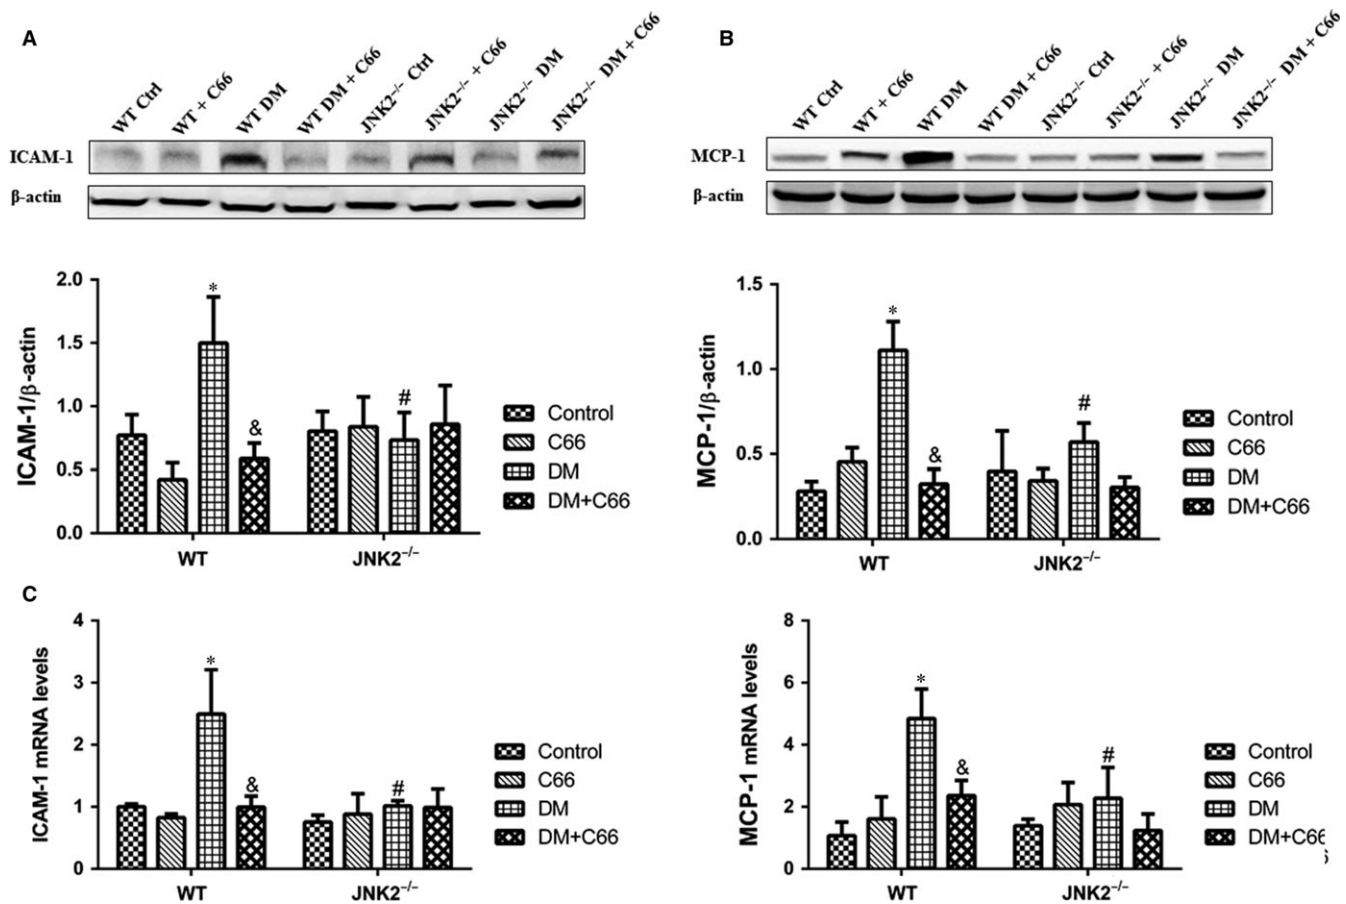 A
WT Ctrl
WT + C66
WT DM
WT DM + C66
JNK2⁻/⁻ Ctrl
JNK2⁻/⁻ + C66
JNK2⁻/⁻ DM
JNK2⁻/⁻ DM + C66
ICAM-1
β-actin
2.0
1.5
1.0
0.5
0.0
ICAM-1/β-actin
*
&
#
WT
JNK2⁻/⁻
Control
C66
DM
DM+C66
B
WT Ctrl
WT + C66
WT DM
WT DM + C66
JNK2⁻/⁻ Ctrl
JNK2⁻/⁻ + C66
JNK2⁻/⁻ DM
JNK2⁻/⁻ DM + C66
MCP-1
β-actin
1.5
1.0
0.5
0.0
MCP-1/β-actin
*
&
#
WT
JNK2⁻/⁻
Control
C66
DM
DM+C66
C
4
3
2
1
0
ICAM-1 mRNA levels
*
&
#
WT
JNK2⁻/⁻
Control
C66
DM
DM+C66
8
6
4
2
0
MCP-1 mRNA levels
*
&
#
WT
JNK2⁻/⁻
Control
C66
DM
DM+C6